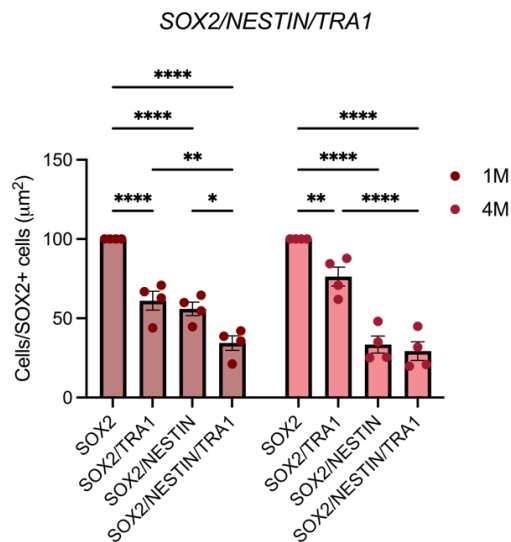 SOX2/NESTIN/TRA1
****
****
****
****
**
****
****
*
**
****
150
100
50
0
Cells/SOX2+ cells (μm²)
1M
4M
SOX2
SOX2/TRA1
SOX2/NESTIN
SOX2/NESTIN/TRA1
SOX2
SOX2/TRA1
SOX2/NESTIN
SOX2/NESTIN/TRA1